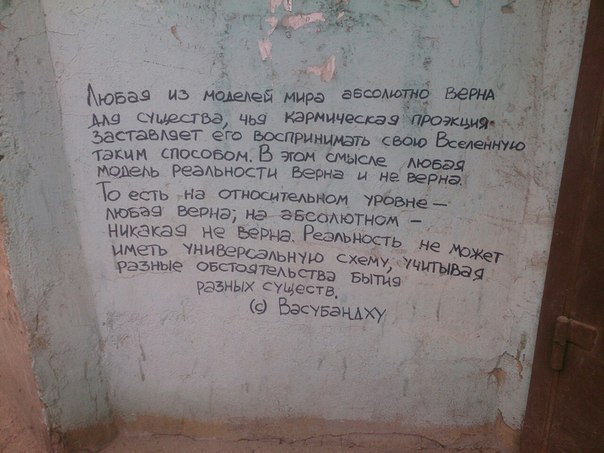 Любая из моделей мира абсолютно верна
для существа, чья кармическая проэкция
заставляет его воспринимать свою Вселенную
таким способом. В этом смысле любая
модель Реальности верна и не верна.
То есть на относительном уровне —
любая верна; на абсолютном -
никакая не верна. Реальность не может
иметь универсальную схему, учитывая
разные обстоятельства бытия
разных существ.
(с) Васубандху